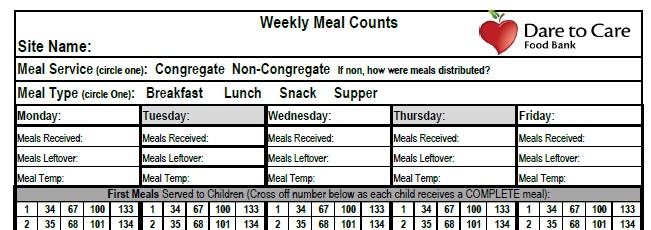 Weekly Meal Counts
Dare to Care
Food Bank
Site Name:
Meal Service (circle one): Congregate Non-Congregate If non, how were meals distributed?
Meal Type (circle One): Breakfast Lunch Snack Supper
Monday: Tuesday: Wednesday: Thursday: Friday:
Meals Received: Meals Received: Meals Received: Meals Received: Meals Received:
Meals Leftover: Meals Leftover: Meals Leftover: Meals Leftover: Meals Leftover:
Meal Temp: Meal Temp: Meal Temp: Meal Temp: Meal Temp:
First Meals Served to Children (Cross off number below as each child receives a COMPLETE meal):
1 34 67 100 133 1 34 67 100 133 1 34 67 100 133 1 34 67 100 133 1 34 67 100 133
2 35 68 101 134 2 35 68 101 134 2 35 68 101 134 2 35 68 101 134 2 35 68 101 134